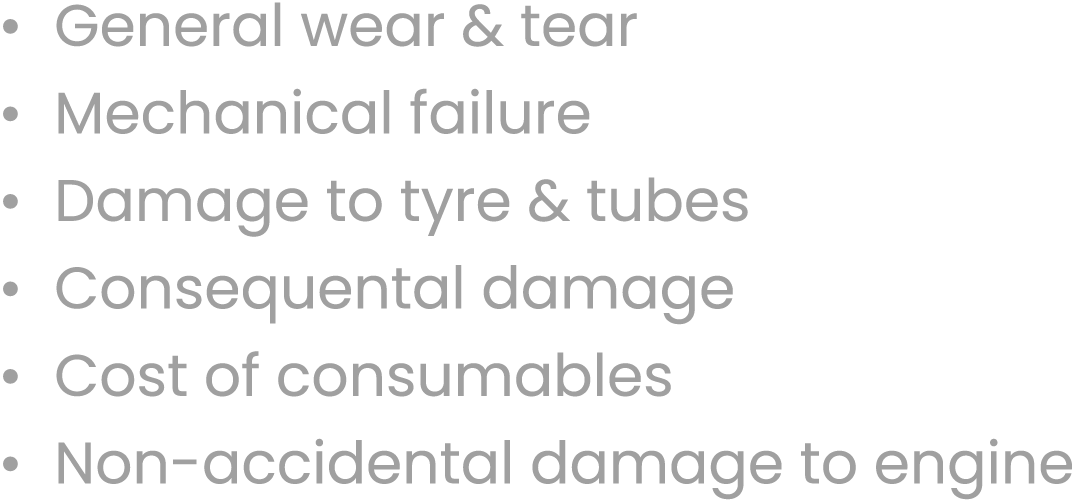 • General wear & tear
• Mechanical failure
• Damage to tyre & tubes
• Consequental damage
• Cost of consumables
• Non-accidental damage to engine